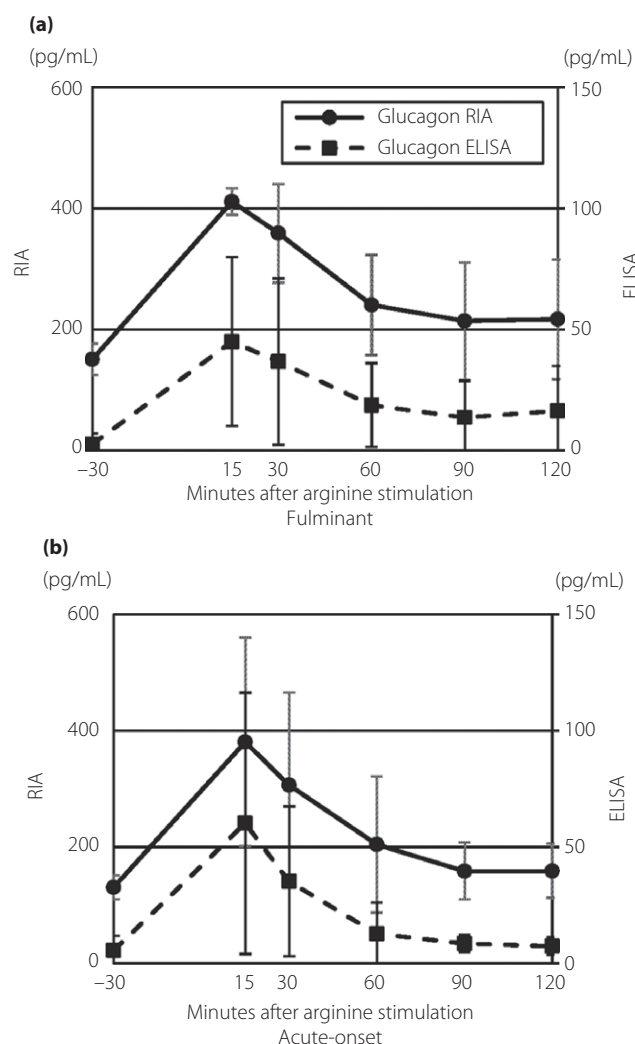 (a)
(pg/mL) (pg/mL)
600 150
Glucagon RIA
Glucagon ELISA
400 100
RIA ELISA
200 50
0 0
–30 15 30 60 90 120
Minutes after arginine stimulation
Fulminant
(b)
(pg/mL) (pg/mL)
600 150
400 100
RIA ELISA
200 50
0 0
–30 15 30 60 90 120
Minutes after arginine stimulation
Acute-onset